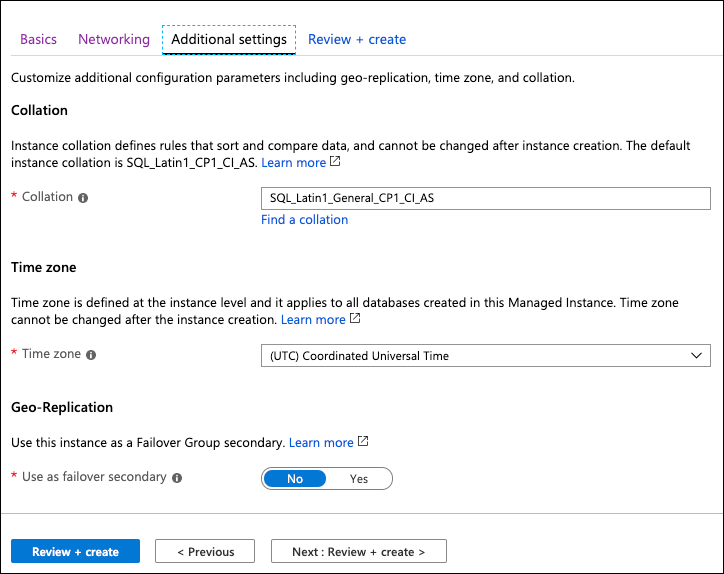 Basics Networking Additional settings Review + create
Customize additional configuration parameters including geo-replication, time zone, and collation.
Collation
Instance collation defines rules that sort and compare data, and cannot be changed after instance creation. The default
instance collation is SQL_Latin1_CP1_CI_AS. Learn more
* Collation SQL_Latin1_General_CP1_CI_AS
Find a collation
Time zone
Time zone is defined at the instance level and it applies to all databases created in this Managed Instance. Time zone
cannot be changed after the instance creation. Learn more
* Time zone (UTC) Coordinated Universal Time
Geo-Replication
Use this instance as a Failover Group secondary. Learn more
* Use as failover secondary No Yes
Review + create < Previous Next : Review + create >